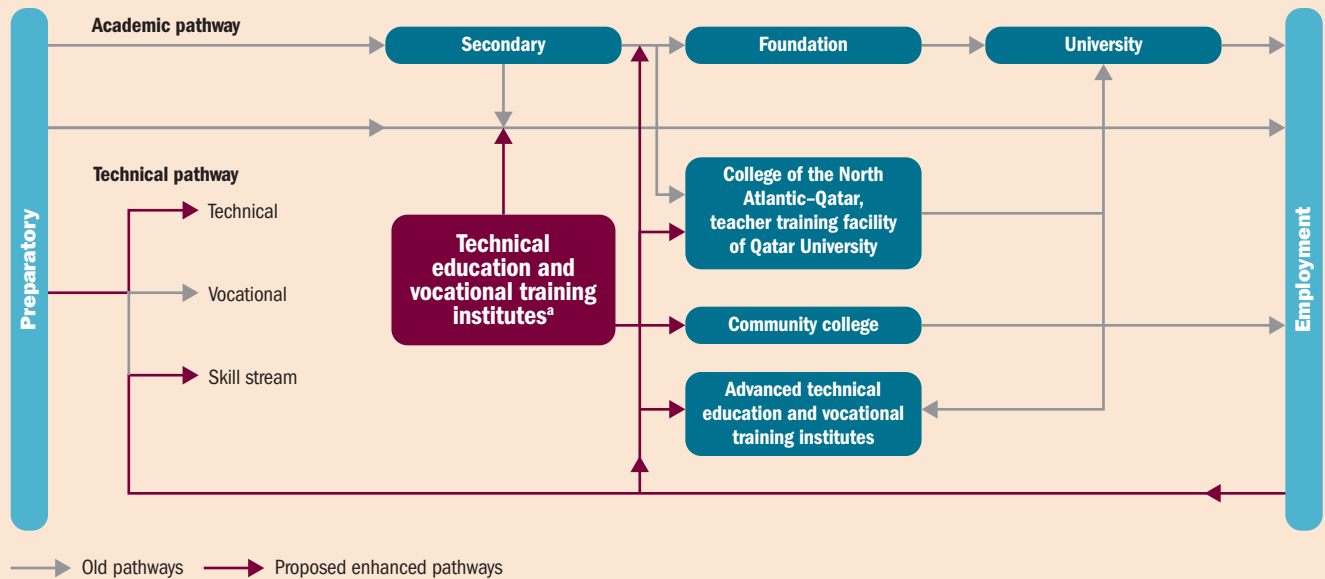 Academic pathway
Secondary
Foundation
University
Preparatory
Technical pathway
Technical
Vocational
Skill stream
Technical
education and
vocational training
institutesᵃ
College of the North
Atlantic–Qatar,
teacher training facility
of Qatar University
Community college
Advanced technical
education and vocational
training institutes
Employment
Old pathways
Proposed enhanced pathways